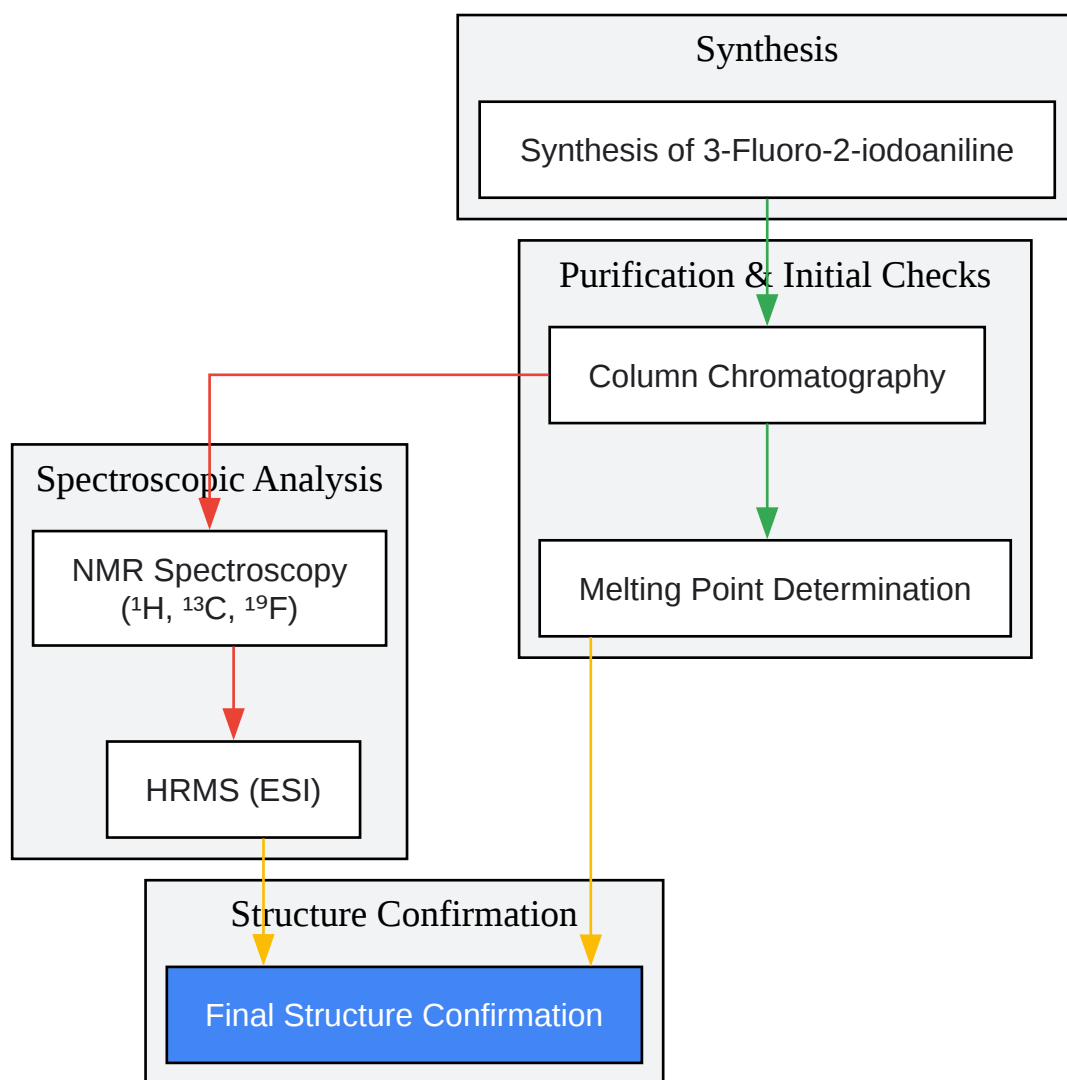 Synthesis
Synthesis of 3-Fluoro-2-iodoaniline
Purification & Initial Checks
Column Chromatography
Melting Point Determination
Spectroscopic Analysis
NMR Spectroscopy
(¹H, ¹³C, ¹⁹F)
HRMS (ESI)
Structure Confirmation
Final Structure Confirmation